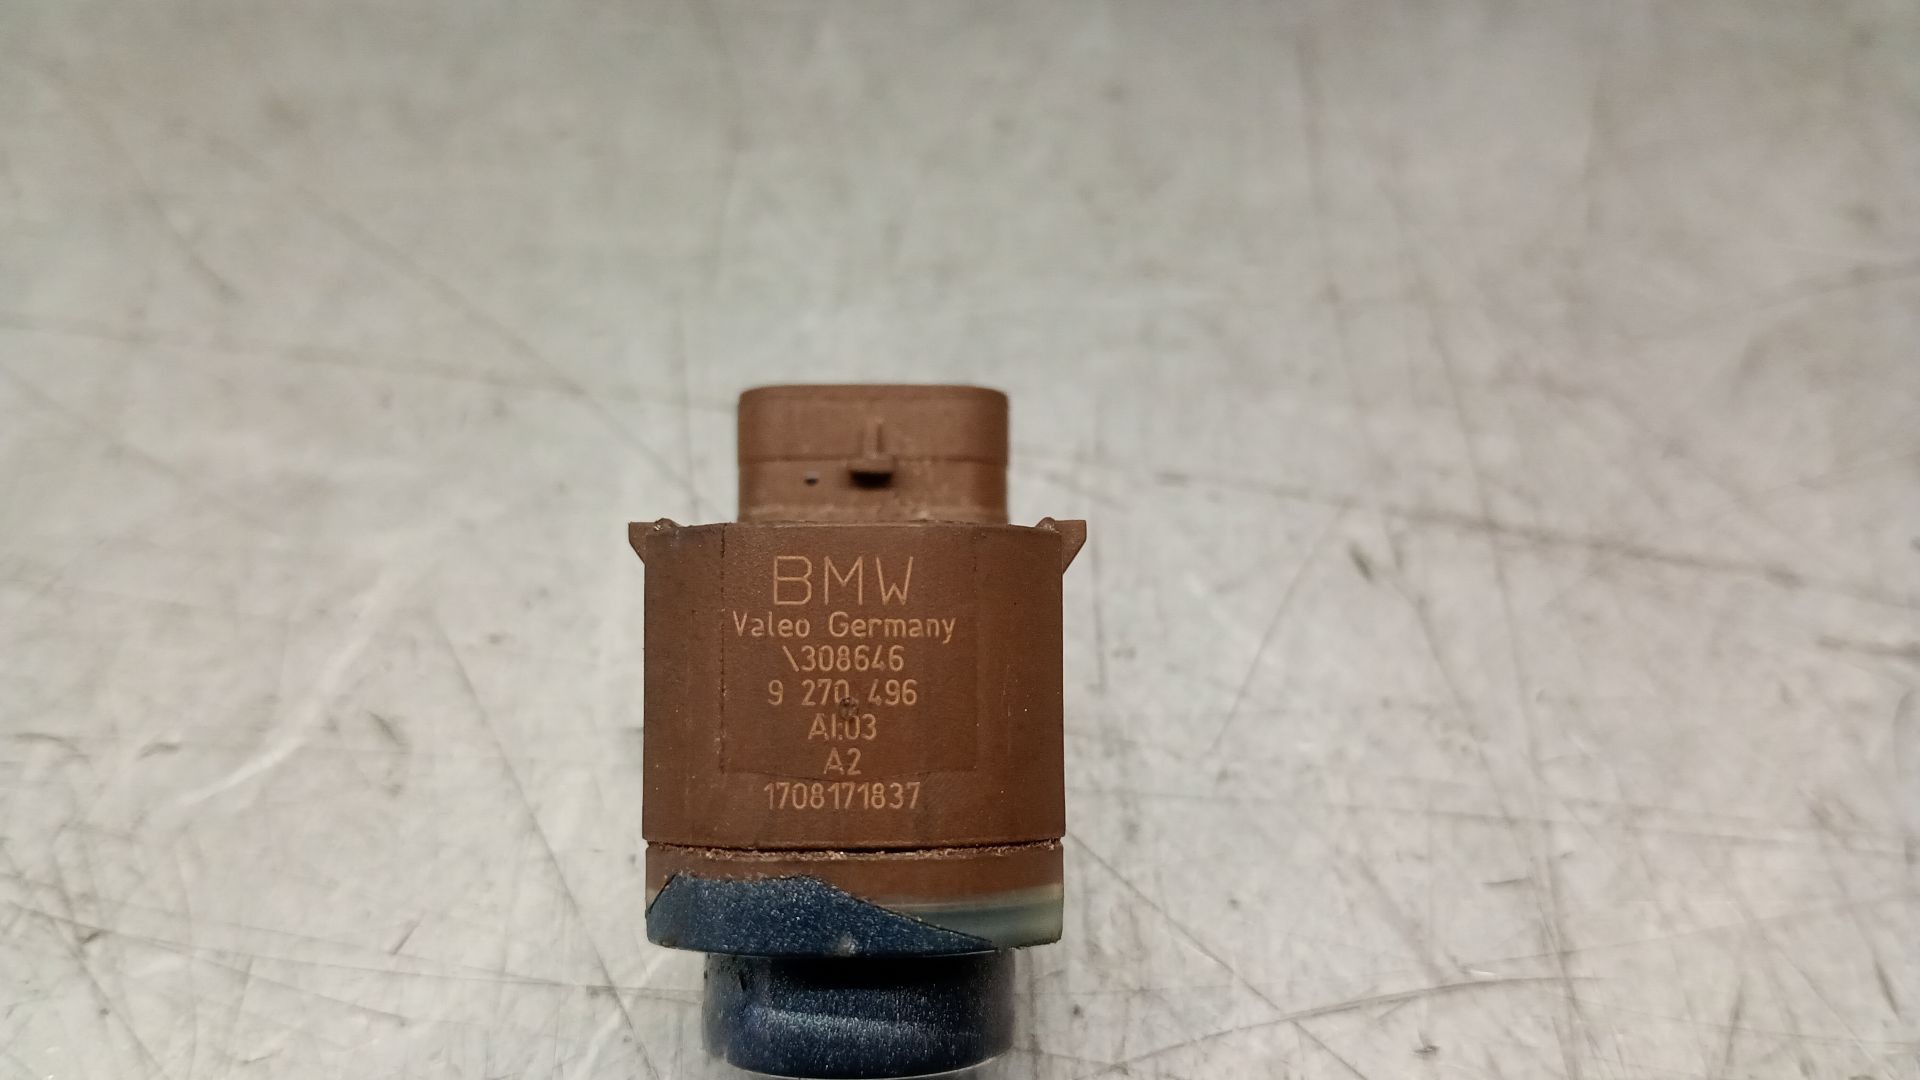 BMW
Valeo Germany
\308646
9 270 496
AI:03
A2
1708171837